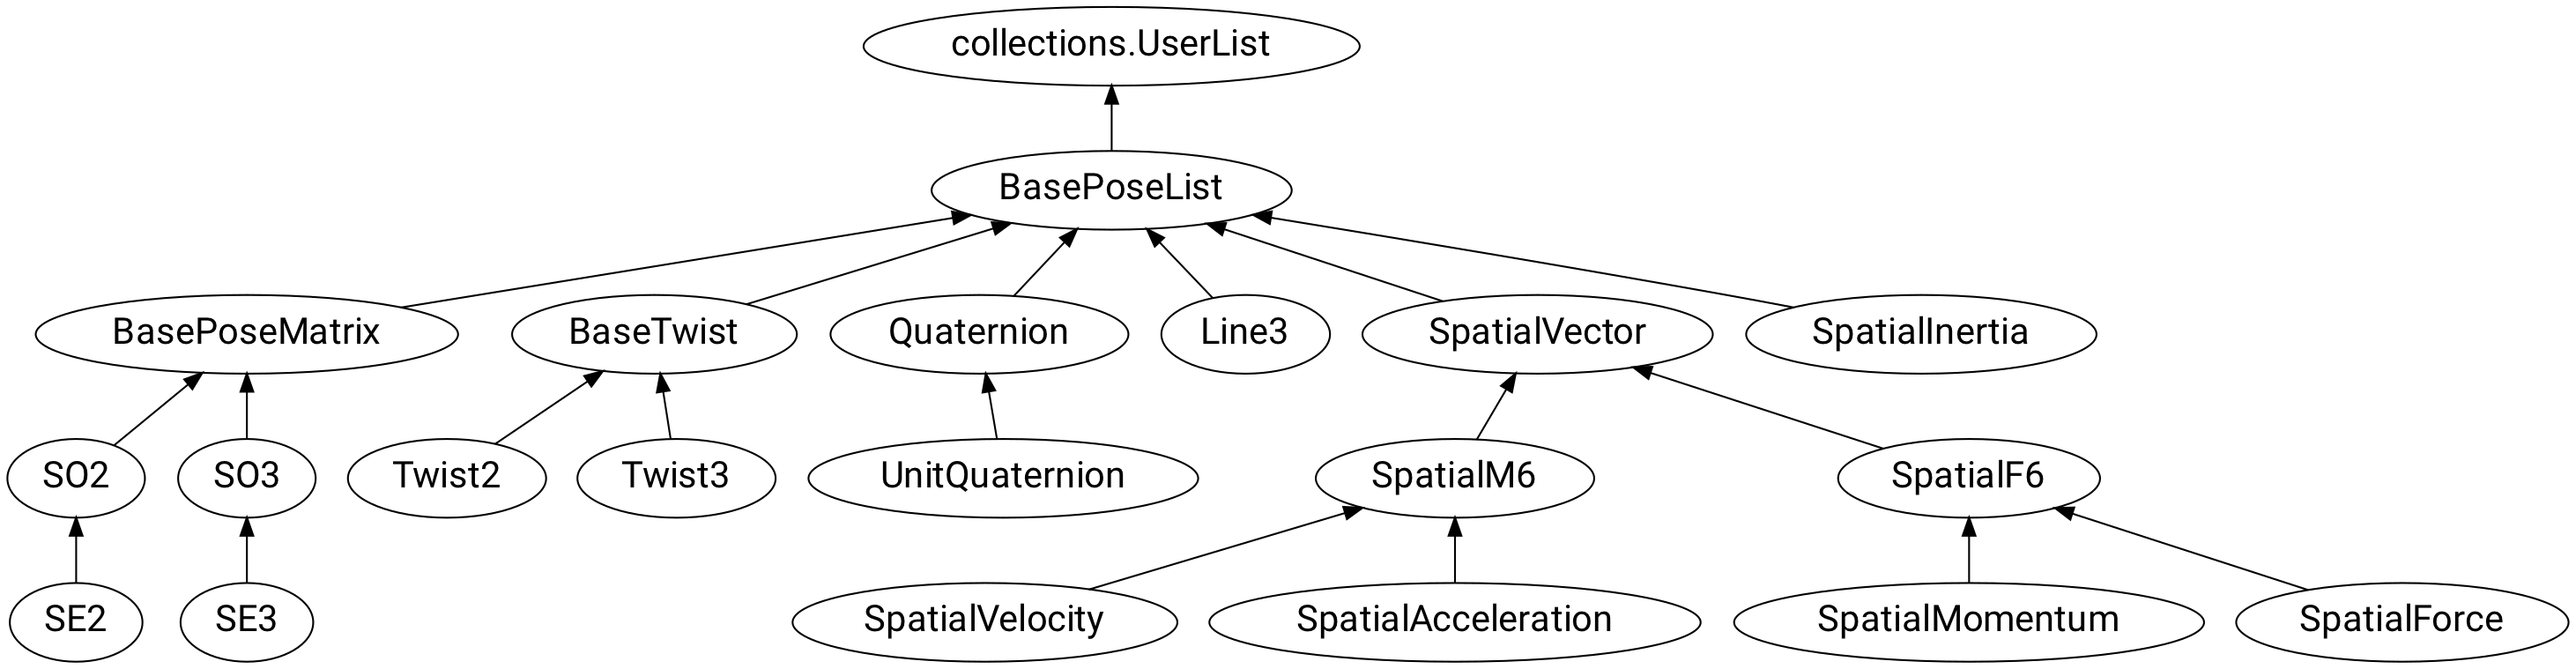 collections.UserList
BasePoseList
BasePoseMatrix
BaseTwist
Quaternion
Line3
SpatialVector
SpatialInertia
SO2
SO3
Twist2
Twist3
UnitQuaternion
SpatialM6
SpatialF6
SE2
SE3
SpatialVelocity
SpatialAcceleration
SpatialMomentum
SpatialForce